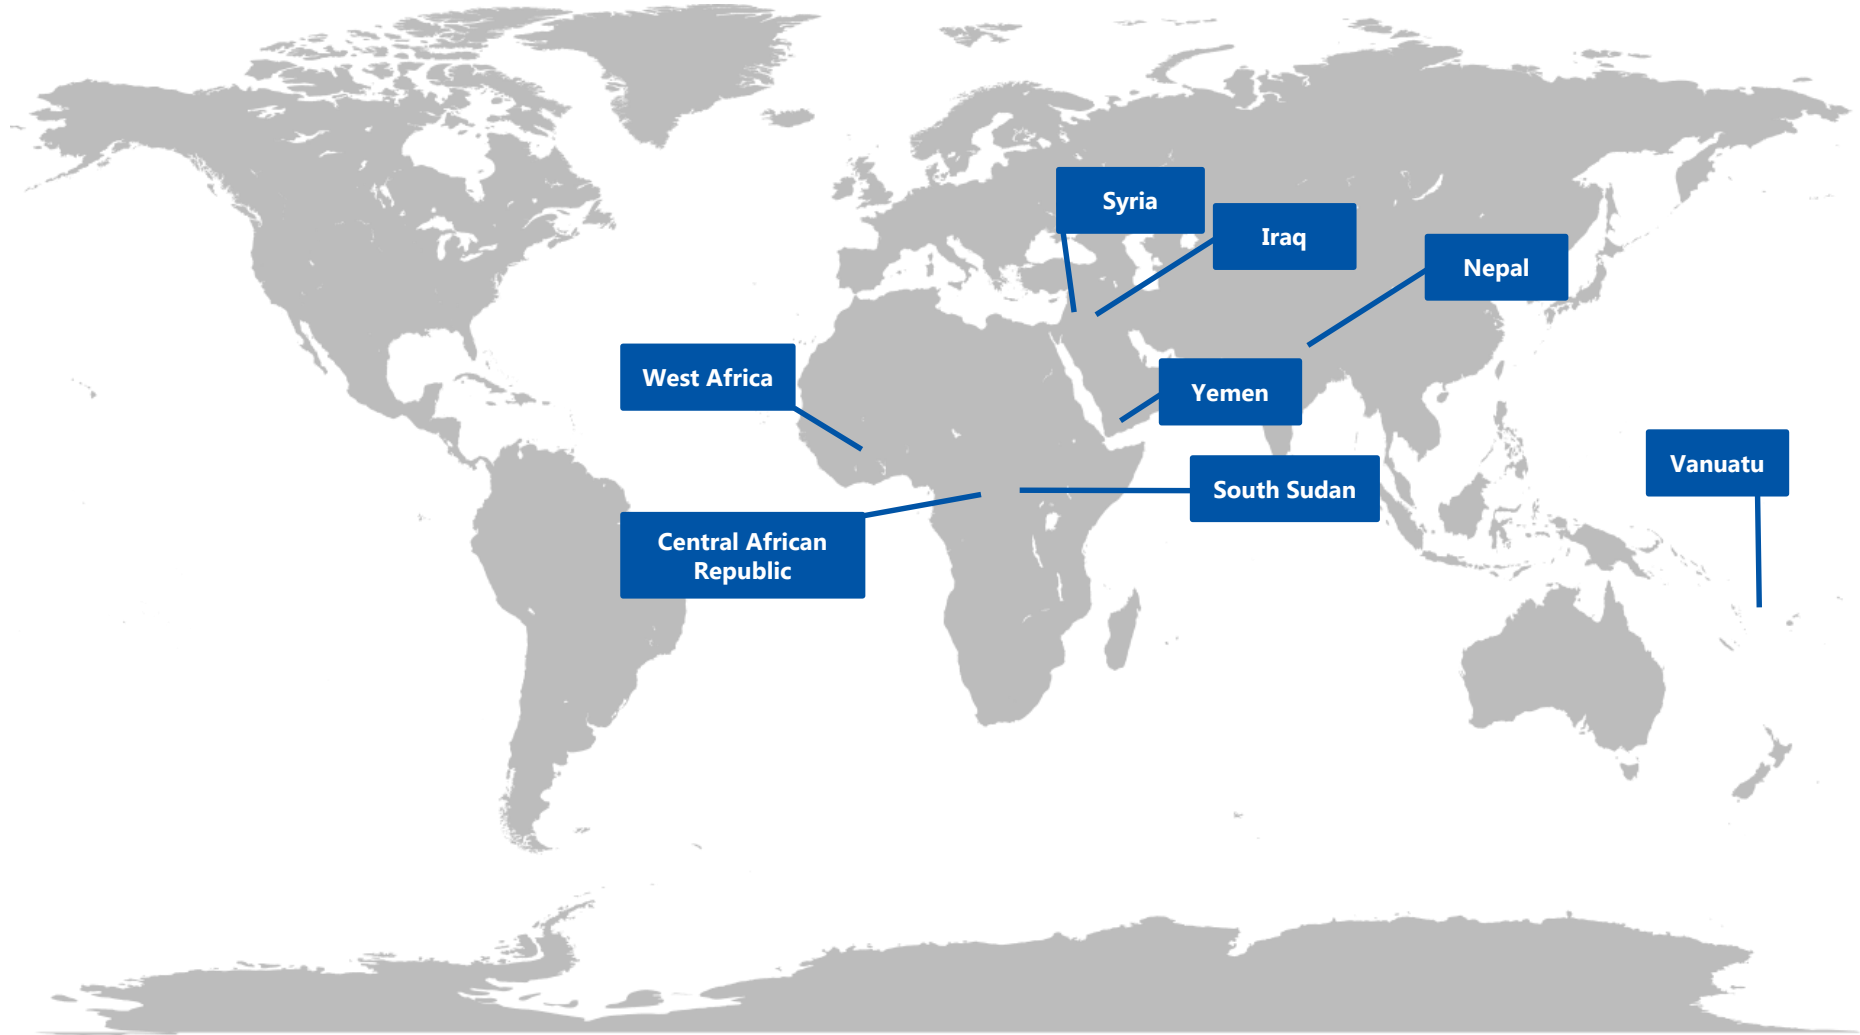 Syria
Iraq
Nepal
West Africa
Yemen
Vanuatu
South Sudan
Central African
Republic